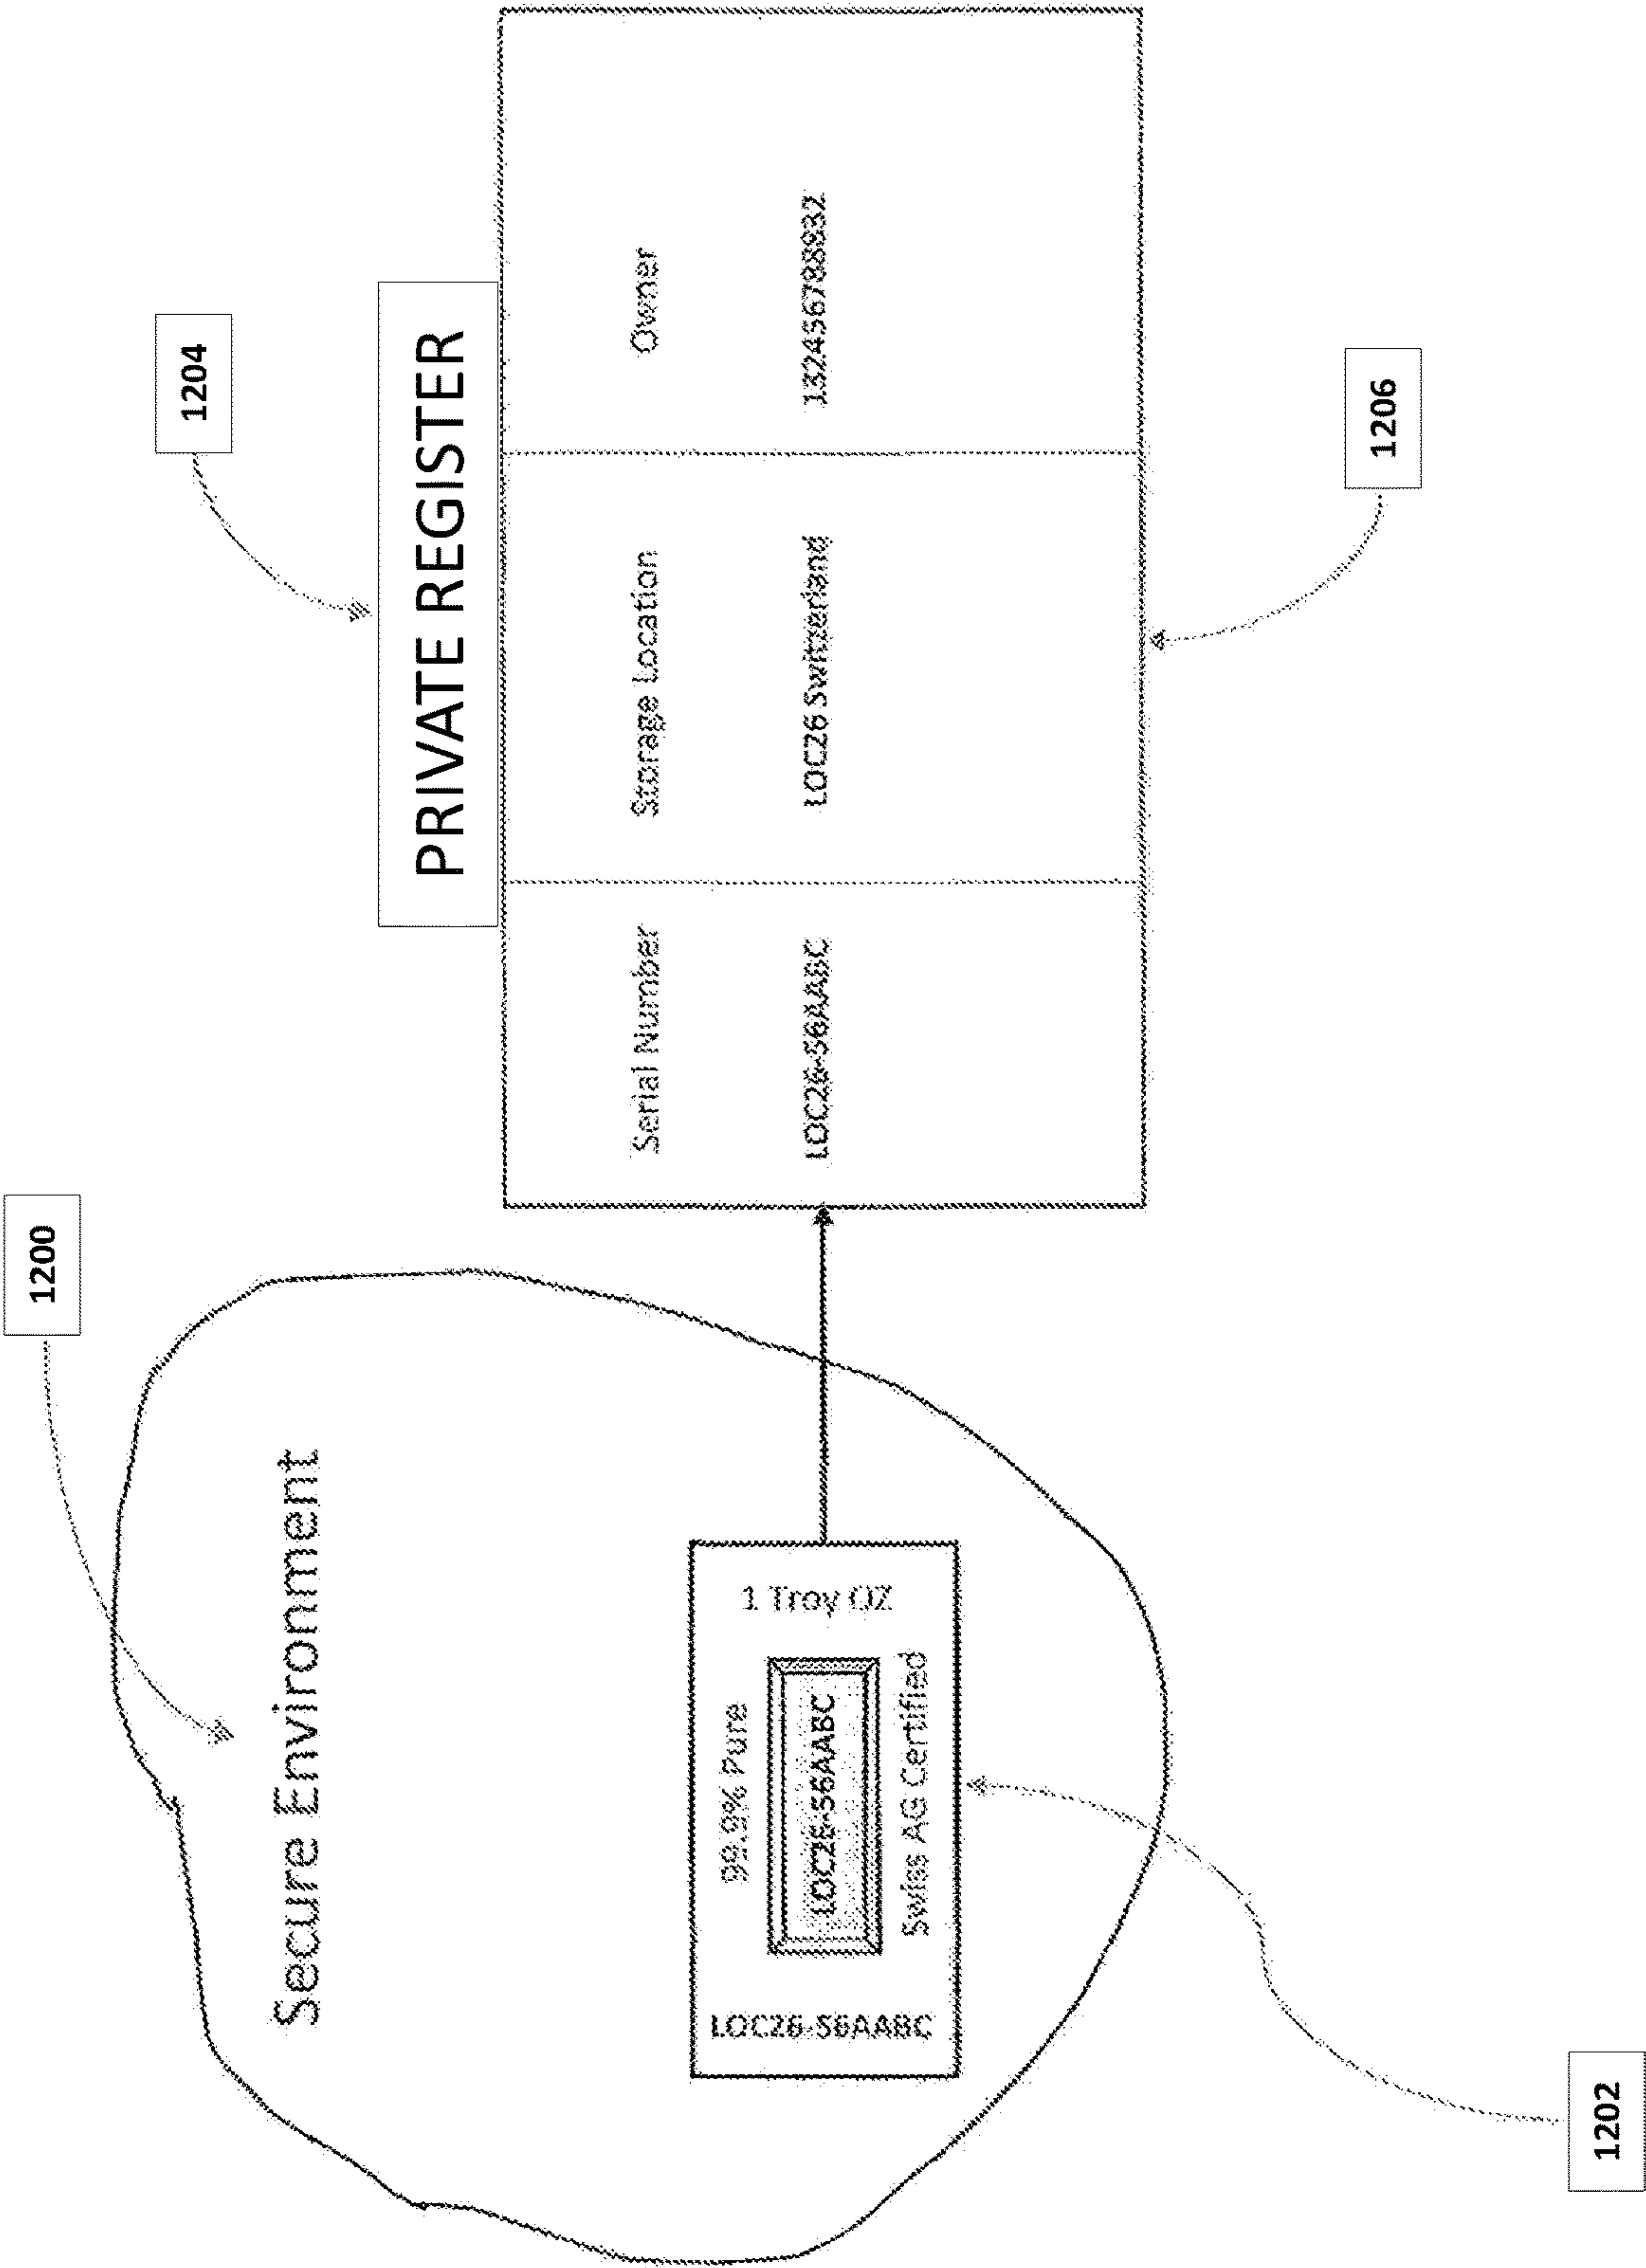 1200
1204
Secure Environment
PRIVATE REGISTER
Serial Number
Storage Location
Owner
LOC26-56AABC
LOC26 Switzerland
132456788932
99.9% Pure
LOC26-56AABC
LOC26-56AABC
1 Troy OZ
Swiss AG Certified
1206
1202